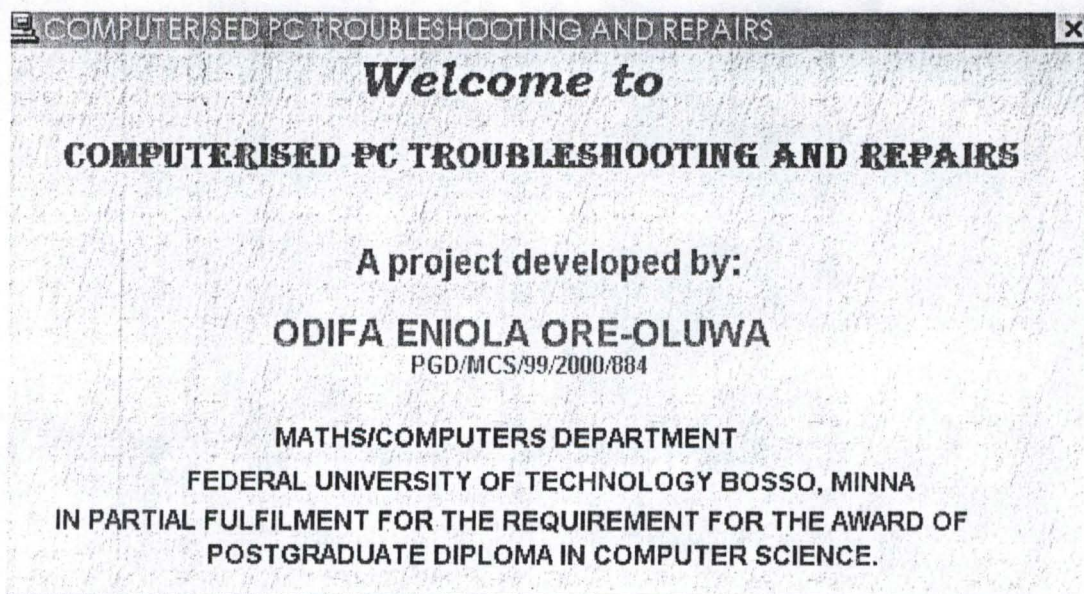 COMPUTERISED PC TROUBLESHOOTING AND REPAIRS
Welcome to
COMPUTERISED PC TROUBLESHOOTING AND REPAIRS
A project developed by:
ODIFA ENIOLA ORE-OLUWA
PGD/MCS/99/2000/884
MATHS/COMPUTERS DEPARTMENT
FEDERAL UNIVERSITY OF TECHNOLOGY BOSSO, MINNA
IN PARTIAL FULFILMENT FOR THE REQUIREMENT FOR THE AWARD OF
POSTGRADUATE DIPLOMA IN COMPUTER SCIENCE.